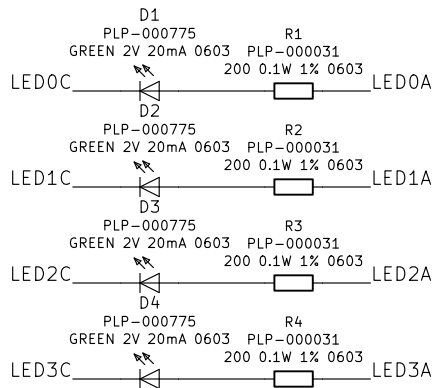 D1
PLP-000775
GREEN 2V 20mA 0603
R1
PLP-000031
200 0.1W 1% 0603
LED0C
LED0A
D2
PLP-000775
GREEN 2V 20mA 0603
R2
PLP-000031
200 0.1W 1% 0603
LED1C
LED1A
D3
PLP-000775
GREEN 2V 20mA 0603
R3
PLP-000031
200 0.1W 1% 0603
LED2C
LED2A
D4
PLP-000775
GREEN 2V 20mA 0603
R4
PLP-000031
200 0.1W 1% 0603
LED3C
LED3A